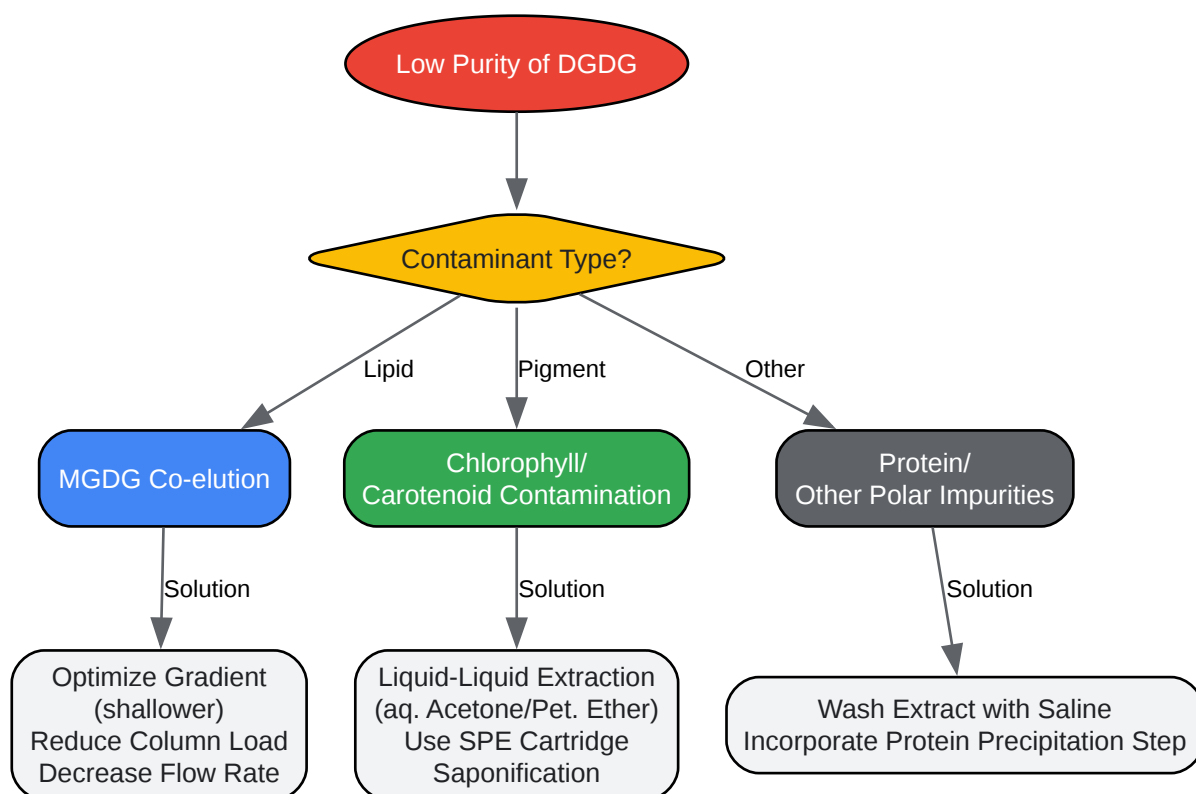 Low Purity of DGDG
Contaminant Type?
Lipid
Pigment
Other
MGDG Co-elution
Chlorophyll/
Carotenoid Contamination
Protein/
Other Polar Impurities
Solution
Solution
Solution
Optimize Gradient
(shallower)
Reduce Column Load
Decrease Flow Rate
Liquid-Liquid Extraction
(aq. Acetone/Pet. Ether)
Use SPE Cartridge
Saponification
Wash Extract with Saline
Incorporate Protein Precipitation Step